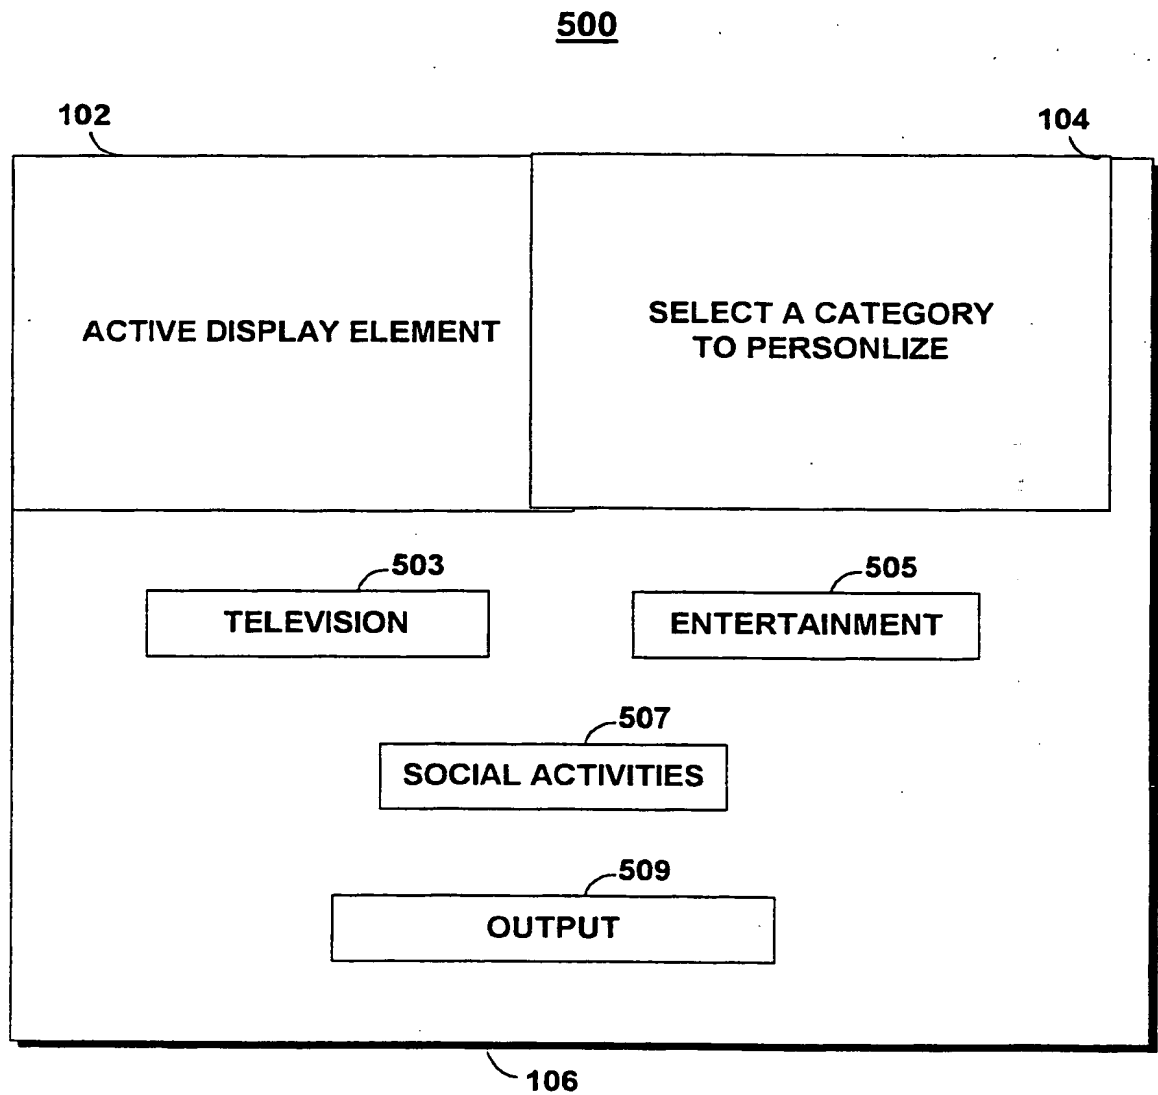 500
102
104
ACTIVE DISPLAY ELEMENT
SELECT A CATEGORY
TO PERSONLIZE
503
505
TELEVISION
ENTERTAINMENT
507
SOCIAL ACTIVITIES
509
OUTPUT
106